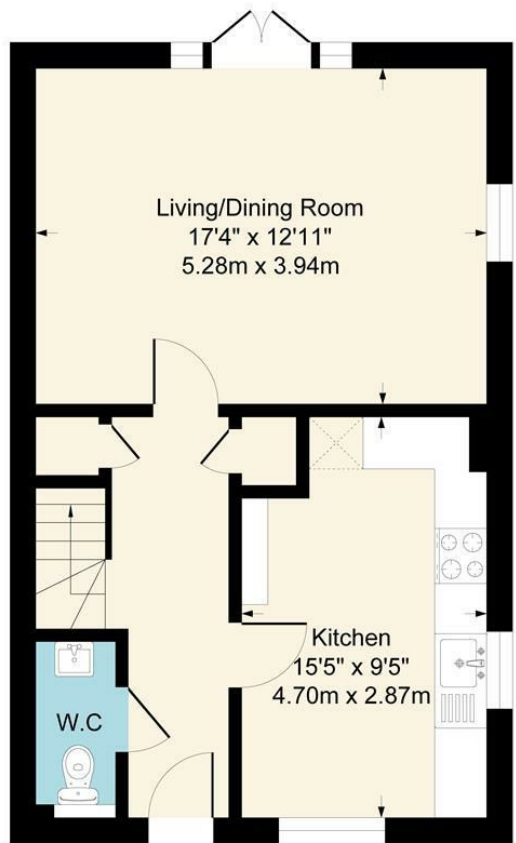 Living/Dining Room
17'4" x 12'11"
5.28m x 3.94m
Kitchen
15'5" x 9'5"
4.70m x 2.87m
W.C